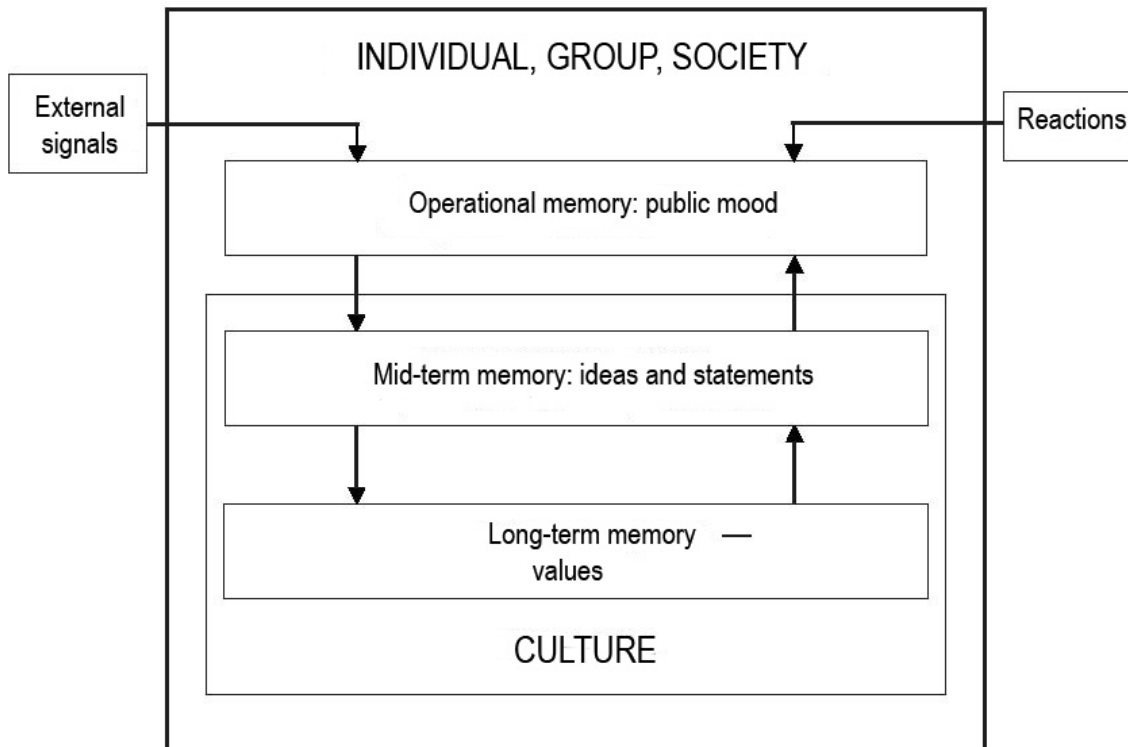 INDIVIDUAL, GROUP, SOCIETY
External
signals
Reactions
Operational memory: public mood
Mid-term memory: ideas and statements
Long-term memory —
values
CULTURE